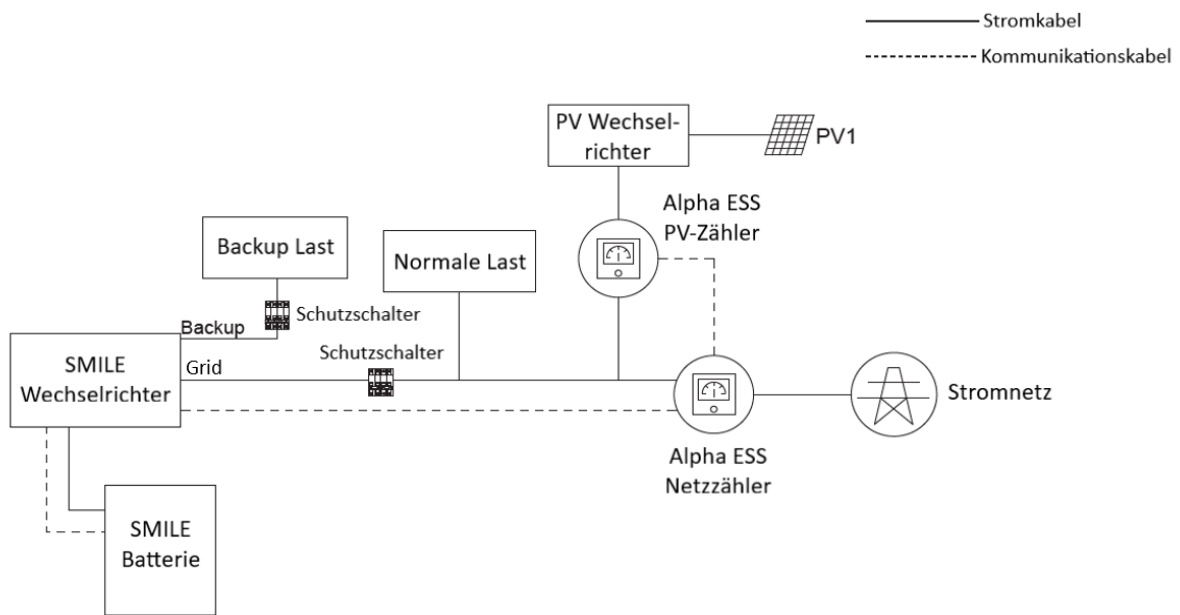 Stromkabel
Kommunikationskabel
PV Wechsel-
richter
PV1
Alpha ESS
PV-Zähler
Backup Last
Normale Last
Schutzschalter
Backup
Schutzschalter
SMILE
Wechselrichter
Grid
Stromnetz
Alpha ESS
Netzzähler
SMILE
Batterie